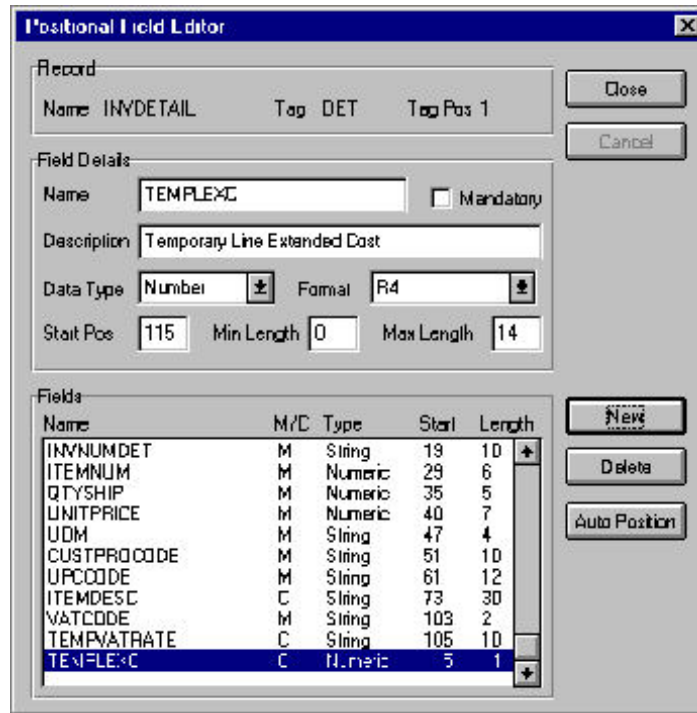 Positional Field Editor
Record
Name INVDETAIL Tag DET Tag Pos 1
Close
Cancel
Field Details
Name TEMPLEXC Mandatory
Description Temporary Line Extended Cost
Data Type Number Format R4
Start Pos 115 Min Length 0 Max Length 14
Fields
Name M/C Type Start Length
INVNUMDET M String 19 10
ITEMNUM M Numeric 29 6
QTYSHIP M Numeric 35 5
UNITPRICE M Numeric 40 7
UOM M String 47 4
CUSTPROCODE M String 51 10
UPCCODE M String 61 12
ITEMDESC C String 73 30
VATCODE M String 103 2
TEMPVATRATE C String 105 10
TEMPLEXC C Numeric
New
Delete
Auto Position